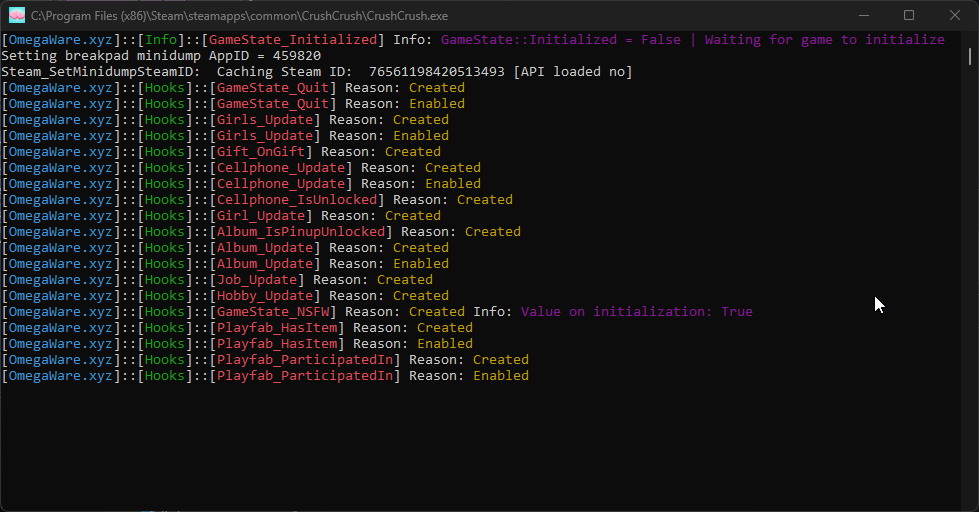 C:\Program Files (x86)\Steam\steamapps\common\CrushCrush\CrushCrush.exe
[OmegaWare.xyz]::[Info]::[GameState_Initialized] Info: GameState::Initialized = False | Waiting for game to initialize
Setting breakpad minidump AppID = 459820
Steam_SetMinidumpSteamID:  Caching Steam ID:  76561198420513493 [API loaded no]
[OmegaWare.xyz]::[Hooks]::[GameState_Quit] Reason: Created
[OmegaWare.xyz]::[Hooks]::[GameState_Quit] Reason: Enabled
[OmegaWare.xyz]::[Hooks]::[Girls_Update] Reason: Created
[OmegaWare.xyz]::[Hooks]::[Girls_Update] Reason: Enabled
[OmegaWare.xyz]::[Hooks]::[Gift_OnGift] Reason: Created
[OmegaWare.xyz]::[Hooks]::[Cellphone_Update] Reason: Created
[OmegaWare.xyz]::[Hooks]::[Cellphone_Update] Reason: Enabled
[OmegaWare.xyz]::[Hooks]::[Cellphone_IsUnlocked] Reason: Created
[OmegaWare.xyz]::[Hooks]::[Girl_Update] Reason: Created
[OmegaWare.xyz]::[Hooks]::[Album_IsPinupUnlocked] Reason: Created
[OmegaWare.xyz]::[Hooks]::[Album_Update] Reason: Created
[OmegaWare.xyz]::[Hooks]::[Album_Update] Reason: Enabled
[OmegaWare.xyz]::[Hooks]::[Job_Update] Reason: Created
[OmegaWare.xyz]::[Hooks]::[Hobby_Update] Reason: Created
[OmegaWare.xyz]::[Hooks]::[GameState_NSFW] Reason: Created Info: Value on initialization: True
[OmegaWare.xyz]::[Hooks]::[Playfab_HasItem] Reason: Created
[OmegaWare.xyz]::[Hooks]::[Playfab_HasItem] Reason: Enabled
[OmegaWare.xyz]::[Hooks]::[Playfab_ParticipatedIn] Reason: Created
[OmegaWare.xyz]::[Hooks]::[Playfab_ParticipatedIn] Reason: Enabled